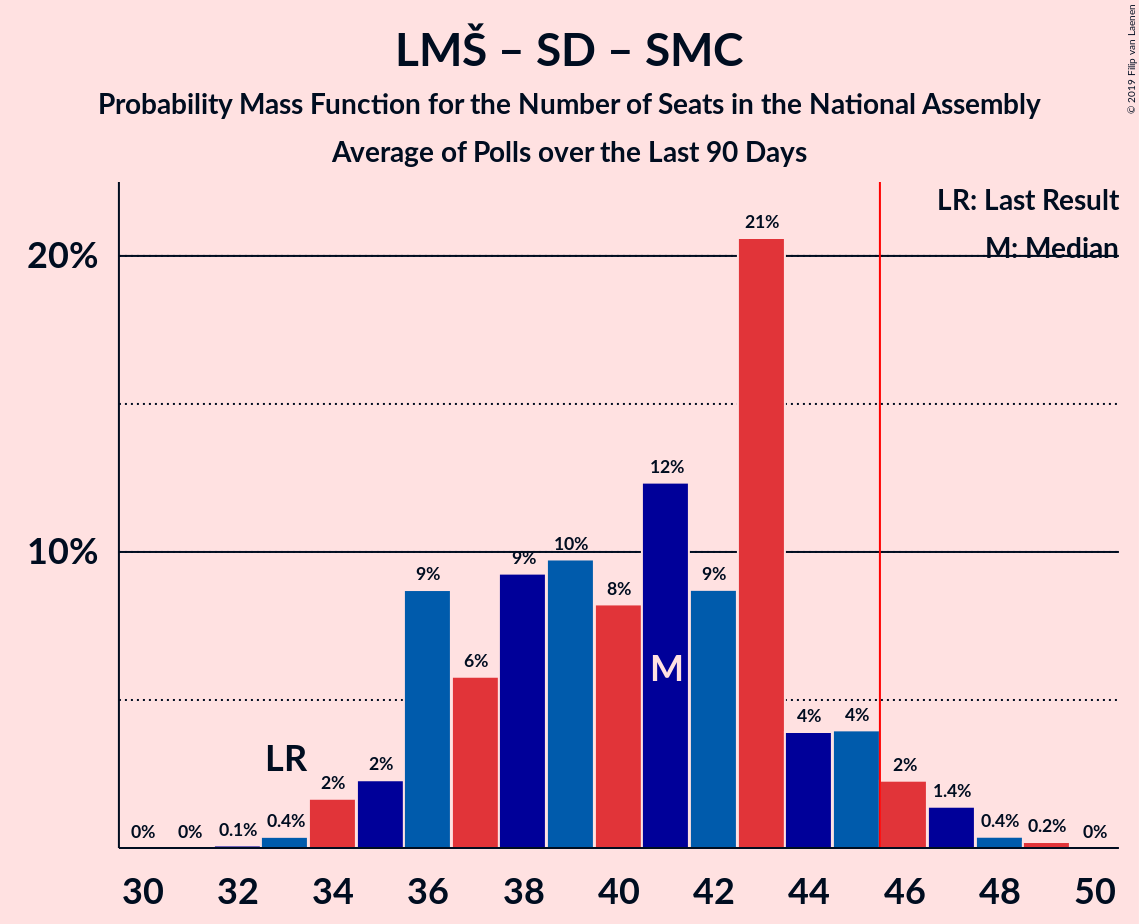 LMŠ – SD – SMC
Probability Mass Function for the Number of Seats in the National Assembly
Average of Polls over the Last 90 Days
© 2019 Filip van Laenen
LR: Last Result
M: Median
20%
10%
0%
0%
0.1%
0.4%
2%
2%
9%
6%
9%
10%
8%
12%
9%
21%
4%
4%
2%
1.4%
0.4%
0.2%
0%
LR
M
30 32 34 36 38 40 42 44 46 48 50